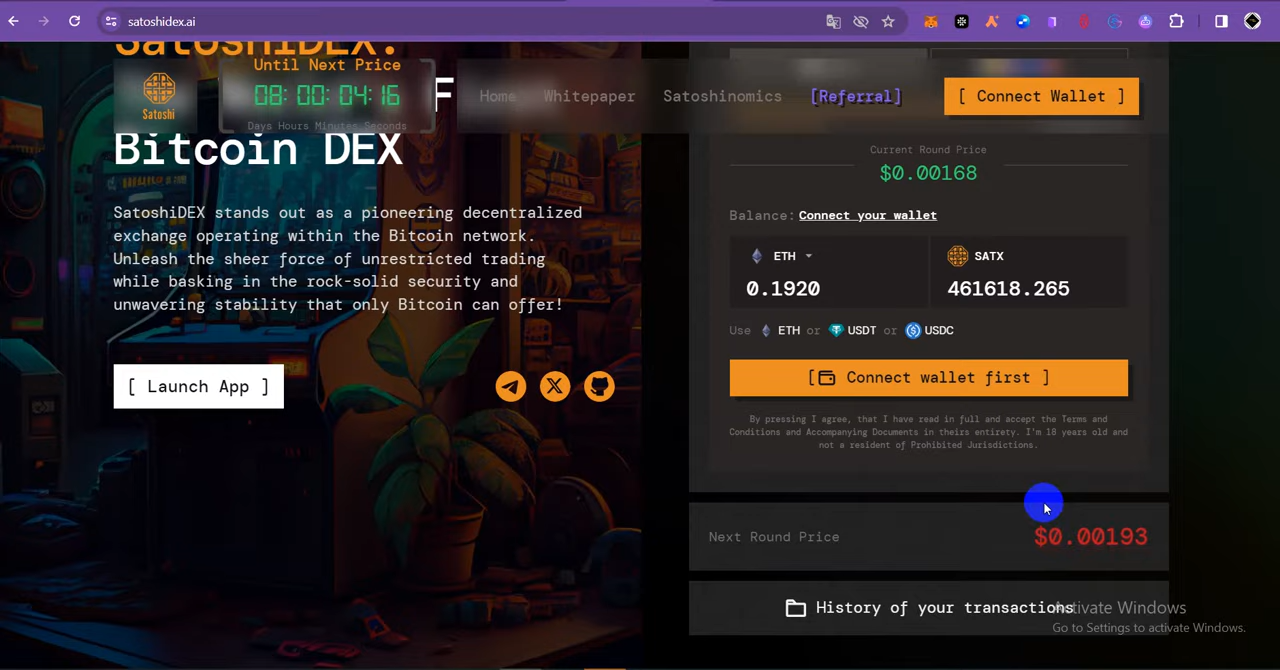 satoshidex.ai
SatoshiDEX:
Until Next Price
08: 00: 04: 16
Days Hours Minutes Seconds
Satoshi
F
Home
Whitepaper
Satoshinomics
[Referral]
[ Connect Wallet ]
Bitcoin DEX
SatoshiDEX stands out as a pioneering decentralized
exchange operating within the Bitcoin network.
Unleash the sheer force of unrestricted trading
while basking in the rock-solid security and
unwavering stability that only Bitcoin can offer!
[ Launch App ]
Current Round Price
$0.00168
Balance: Connect your wallet
ETH
SATX
0.1920
461618.265
Use ETH or USDT or USDC
[ Connect wallet first ]
By pressing I agree, that I have read in full and accept the Terms and
Conditions and Accompanying Documents in theirs entirety. I'm 18 years old and
not a resident of Prohibited Jurisdictions.
Next Round Price
$0.00193
History of your transactions
Activate Windows
Go to Settings to activate Windows.